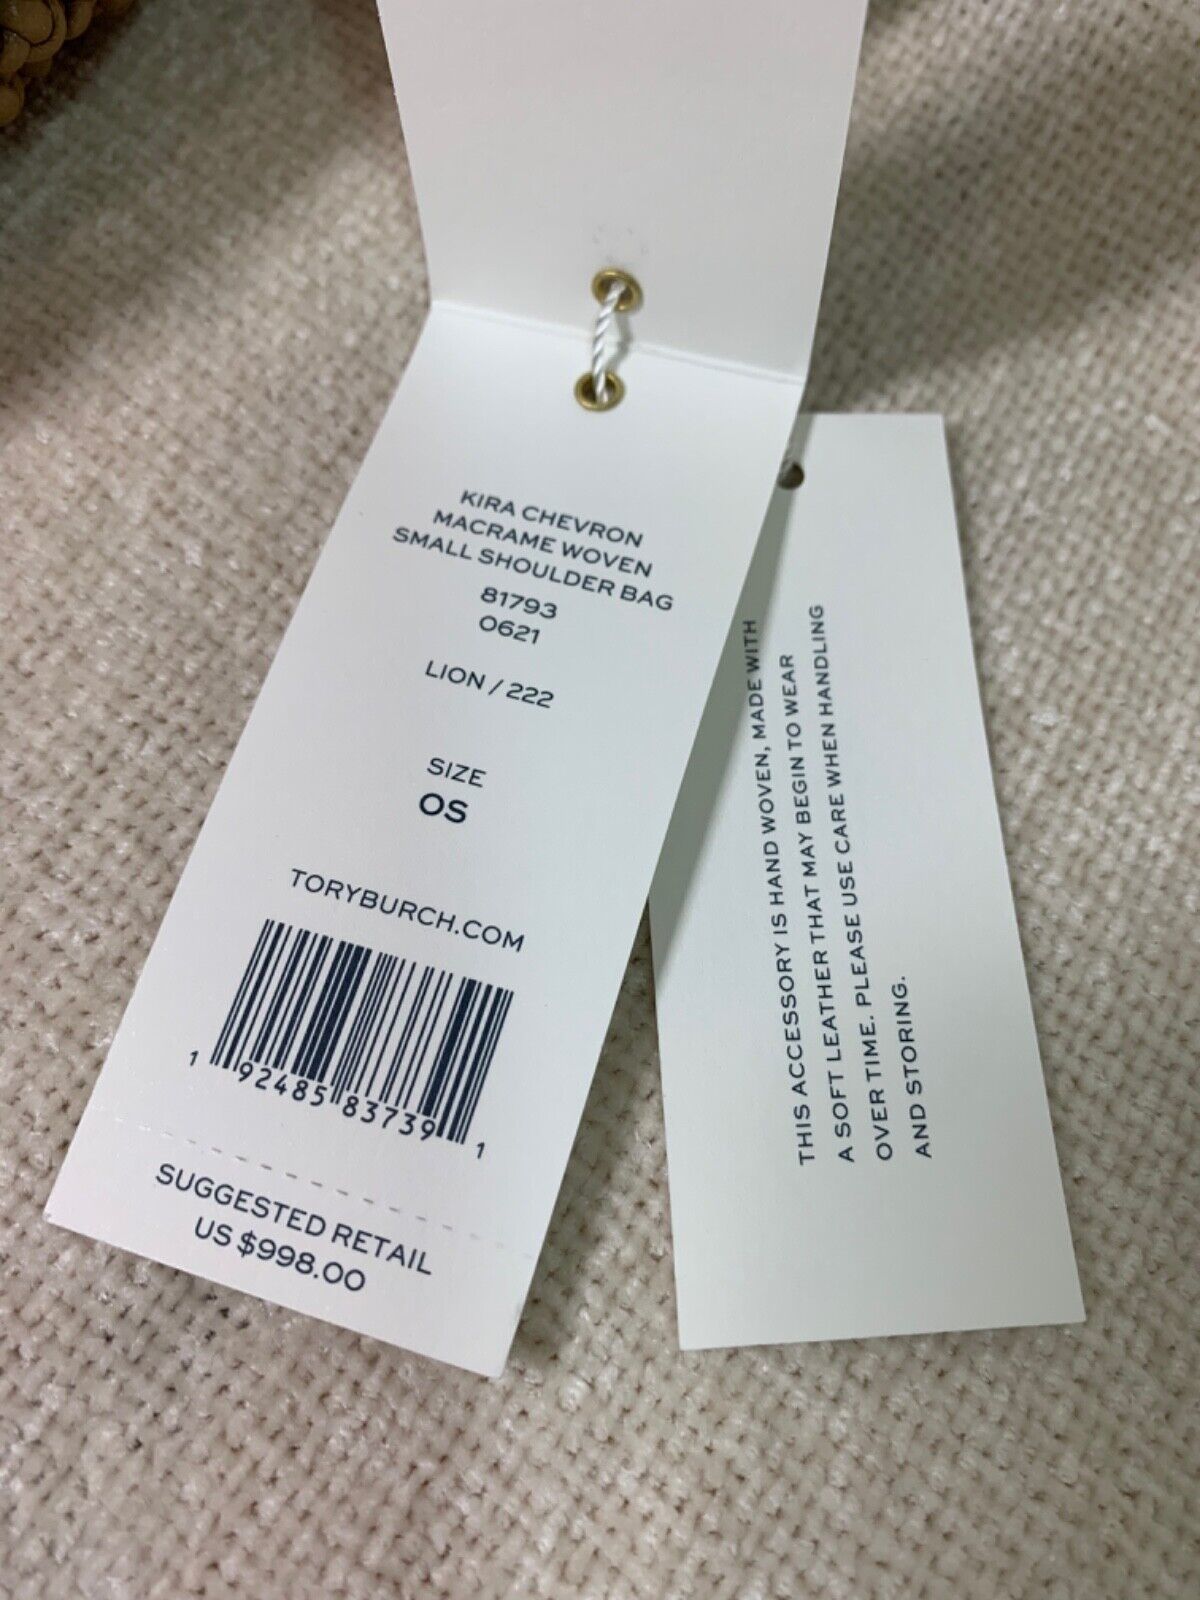 KIRA CHEVRON
MACRAME WOVEN
SMALL SHOULDER BAG
81793
0621
LION / 222
SIZE
OS
TORYBURCH.COM
1 92485 83739 1
SUGGESTED RETAIL
US $998.00
THIS ACCESSORY IS HAND WOVEN, MADE WITH
A SOFT LEATHER THAT MAY BEGIN TO WEAR
OVER TIME. PLEASE USE CARE WHEN HANDLING
AND STORING.